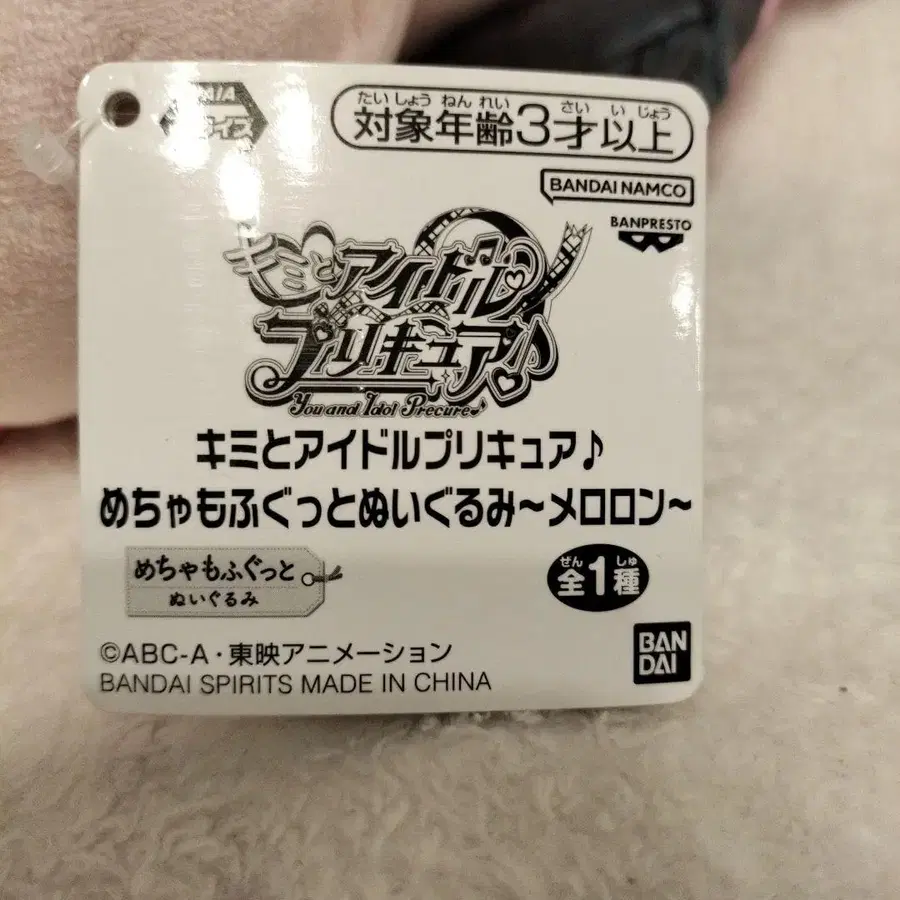 たいしょうねんれい さいいじょう
対象年齢3才以上
BANDAI NAMCO
BANPRESTO
キミとアイドル
プリキュア♪
You and Idol Precure♪
キミとアイドルプリキュア♪
めちゃもふぐっとぬいぐるみ～メロロン～
めちゃもふぐっと
ぬいぐるみ
ぜん しゅ
全1種
©ABC-A・東映アニメーション
BANDAI SPIRITS MADE IN CHINA
BAN
DAI